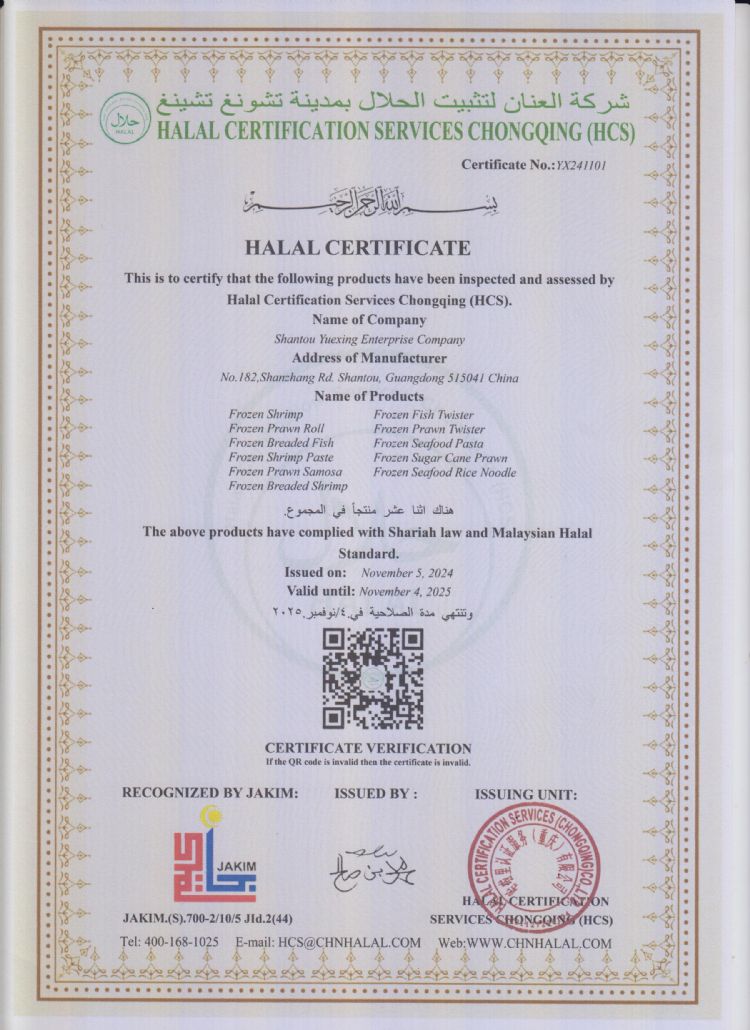 شركة العنان لتثبيت الحلال بمدينة تشونغ تشينغ
حلال
HALAL
HALAL CERTIFICATION SERVICES CHONGQING (HCS)
Certificate No.:YX241101
بسم الله الرحمن الرحيم
HALAL CERTIFICATE
This is to certify that the following products have been inspected and assessed by
Halal Certification Services Chongqing (HCS).
Name of Company
Shantou Yuexing Enterprise Company
Address of Manufacturer
No.182,Shanzhang Rd. Shantou, Guangdong 515041 China
Name of Products
Frozen Shrimp Frozen Fish Twister
Frozen Prawn Roll Frozen Prawn Twister
Frozen Breaded Fish Frozen Seafood Pasta
Frozen Shrimp Paste Frozen Sugar Cane Prawn
Frozen Prawn Samosa Frozen Seafood Rice Noodle
Frozen Breaded Shrimp
هناك اثنا عشر منتجاً في المجموع.
The above products have complied with Shariah law and Malaysian Halal
Standard.
Issued on: November 5, 2024
Valid until: November 4, 2025
وتنتهي مدة الصلاحية في ٤/نوفمبر.٢٠٢٥
CERTIFICATE VERIFICATION
If the QR code is invalid then the certificate is invalid.
RECOGNIZED BY JAKIM: ISSUED BY : ISSUING UNIT:
JAKIM
HALAL CERTIFICATION SERVICES (CHONGQING)CO.,LTD
HALAL CERTIFICATION
JAKIM.(S).700-2/10/5 JId.2(44) SERVICES CHONGQING (HCS)
Tel: 400-168-1025 E-mail: HCS@CHNHALAL.COM Web:WWW.CHNHALAL.COM